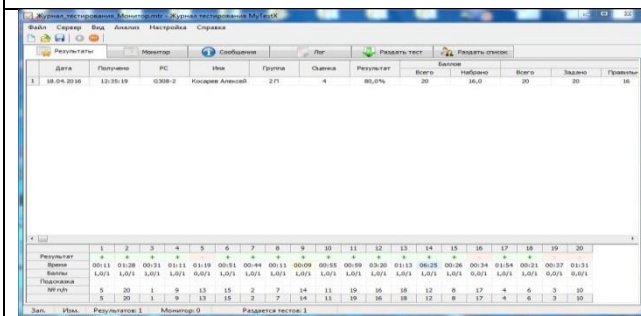 Журнал_тестирования_Монитор.mtr - Журнал тестирования MyTestX
Файл Сервер Вид Анализ Настройка Справка
Результаты Монитор Сообщения Лог Раздать тест Раздать список
Дата Получено PC Имя Группа Оценка Результат Баллов
Всего Набрано Всего Задано Правильн
1 18.04.2016 12:35:19 G308-2 Косарев Алексей 2 П 4 80,0% 20 16,0 20 20 16
1 2 3 4 5 6 7 8 9 10 11 12 13 14 15 16 17 18 19 20
Результат + + + + - + + + + + + + + + + - + + - -
Время 00:11 01:28 00:31 01:11 01:19 00:51 00:44 00:11 00:09 00:55 00:59 03:20 01:13 06:25 00:26 00:34 01:54 00:21 00:37 01:31
Баллы 1,0/1 1,0/1 1,0/1 1,0/1 0,0/1 1,0/1 1,0/1 1,0/1 1,0/1 1,0/1 1,0/1 1,0/1 1,0/1 1,0/1 1,0/1 0,0/1 1,0/1 1,0/1 0,0/1 0,0/1
Подсказка
№ п/п 5 20 1 9 13 15 2 7 14 11 19 16 18 12 8 17 4 6 3 10
5 20 1 9 13 15 2 7 14 11 19 16 18 12 8 17 4 6 3 10
Зап. Изм. Результатов: 1 Монитор: 0 Раздается тестов: 1